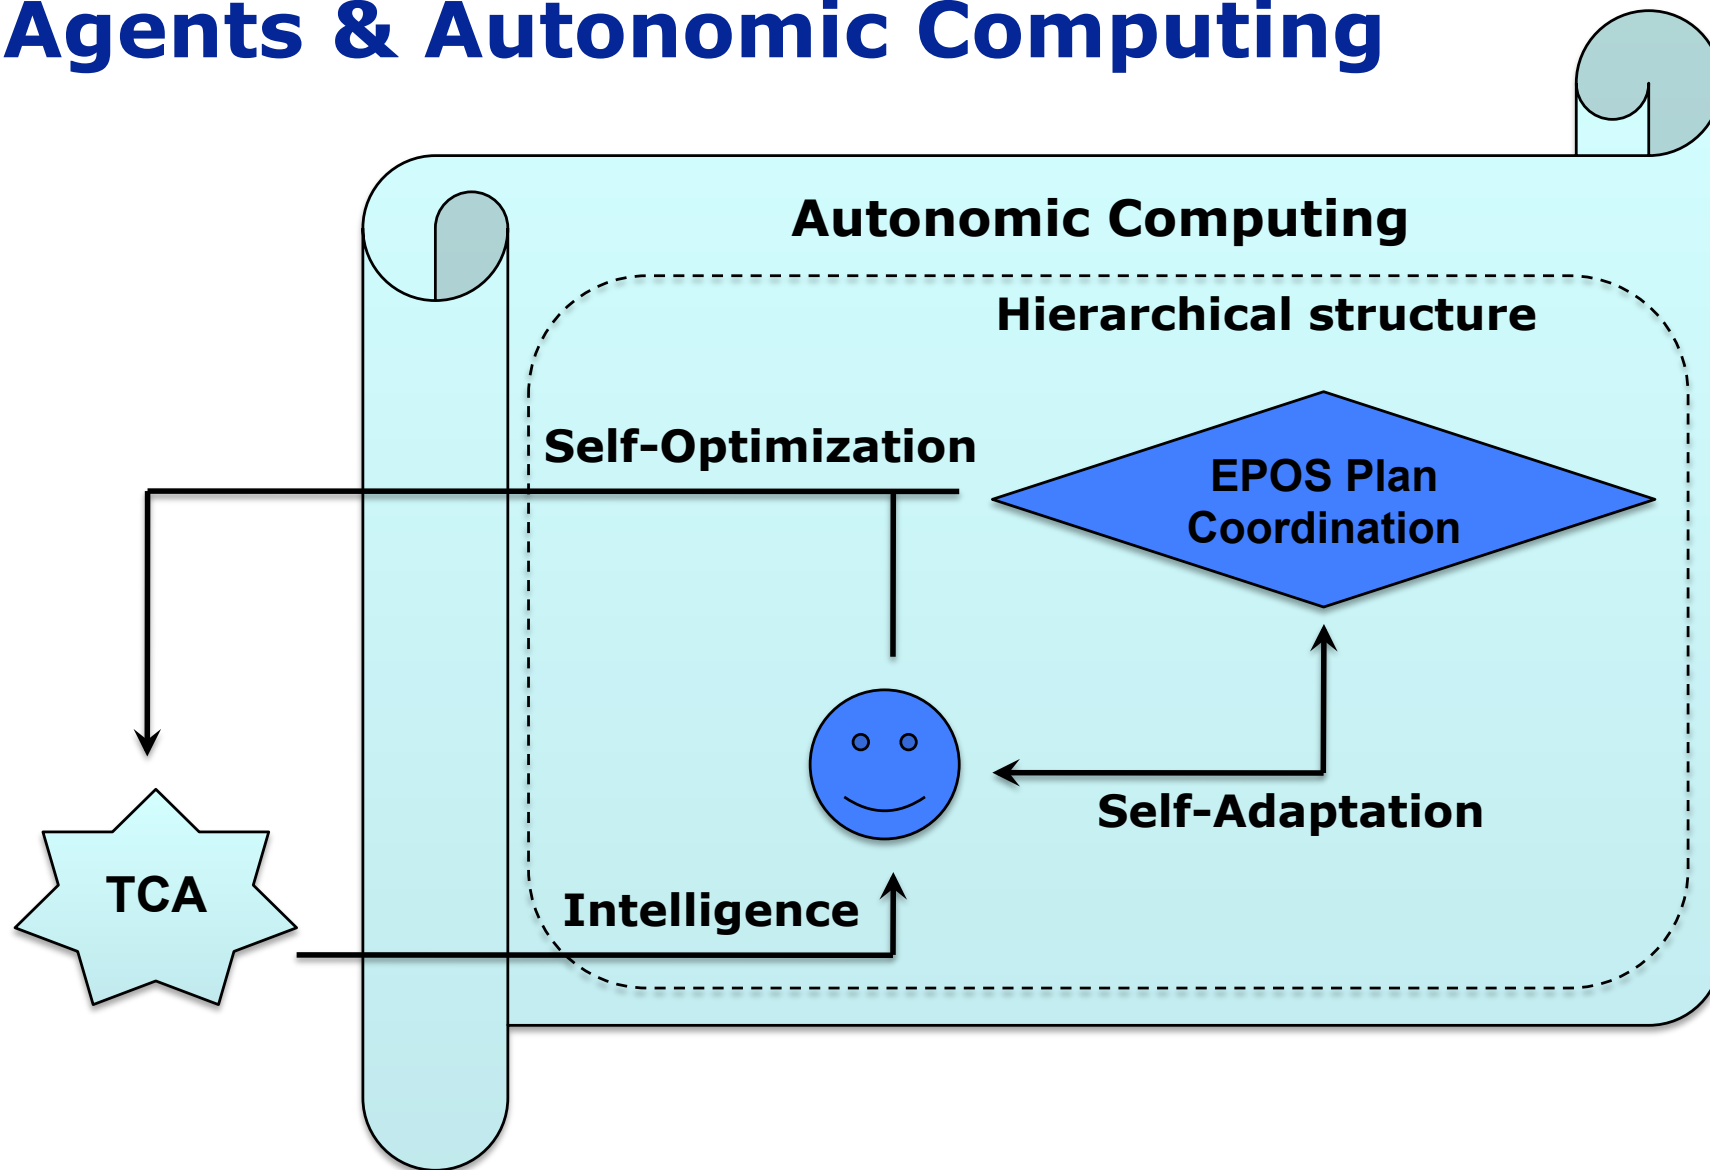 Agents & Autonomic Computing
Autonomic Computing
Hierarchical structure
Self-Optimization
EPOS Plan
Coordination
Self-Adaptation
TCA
Intelligence